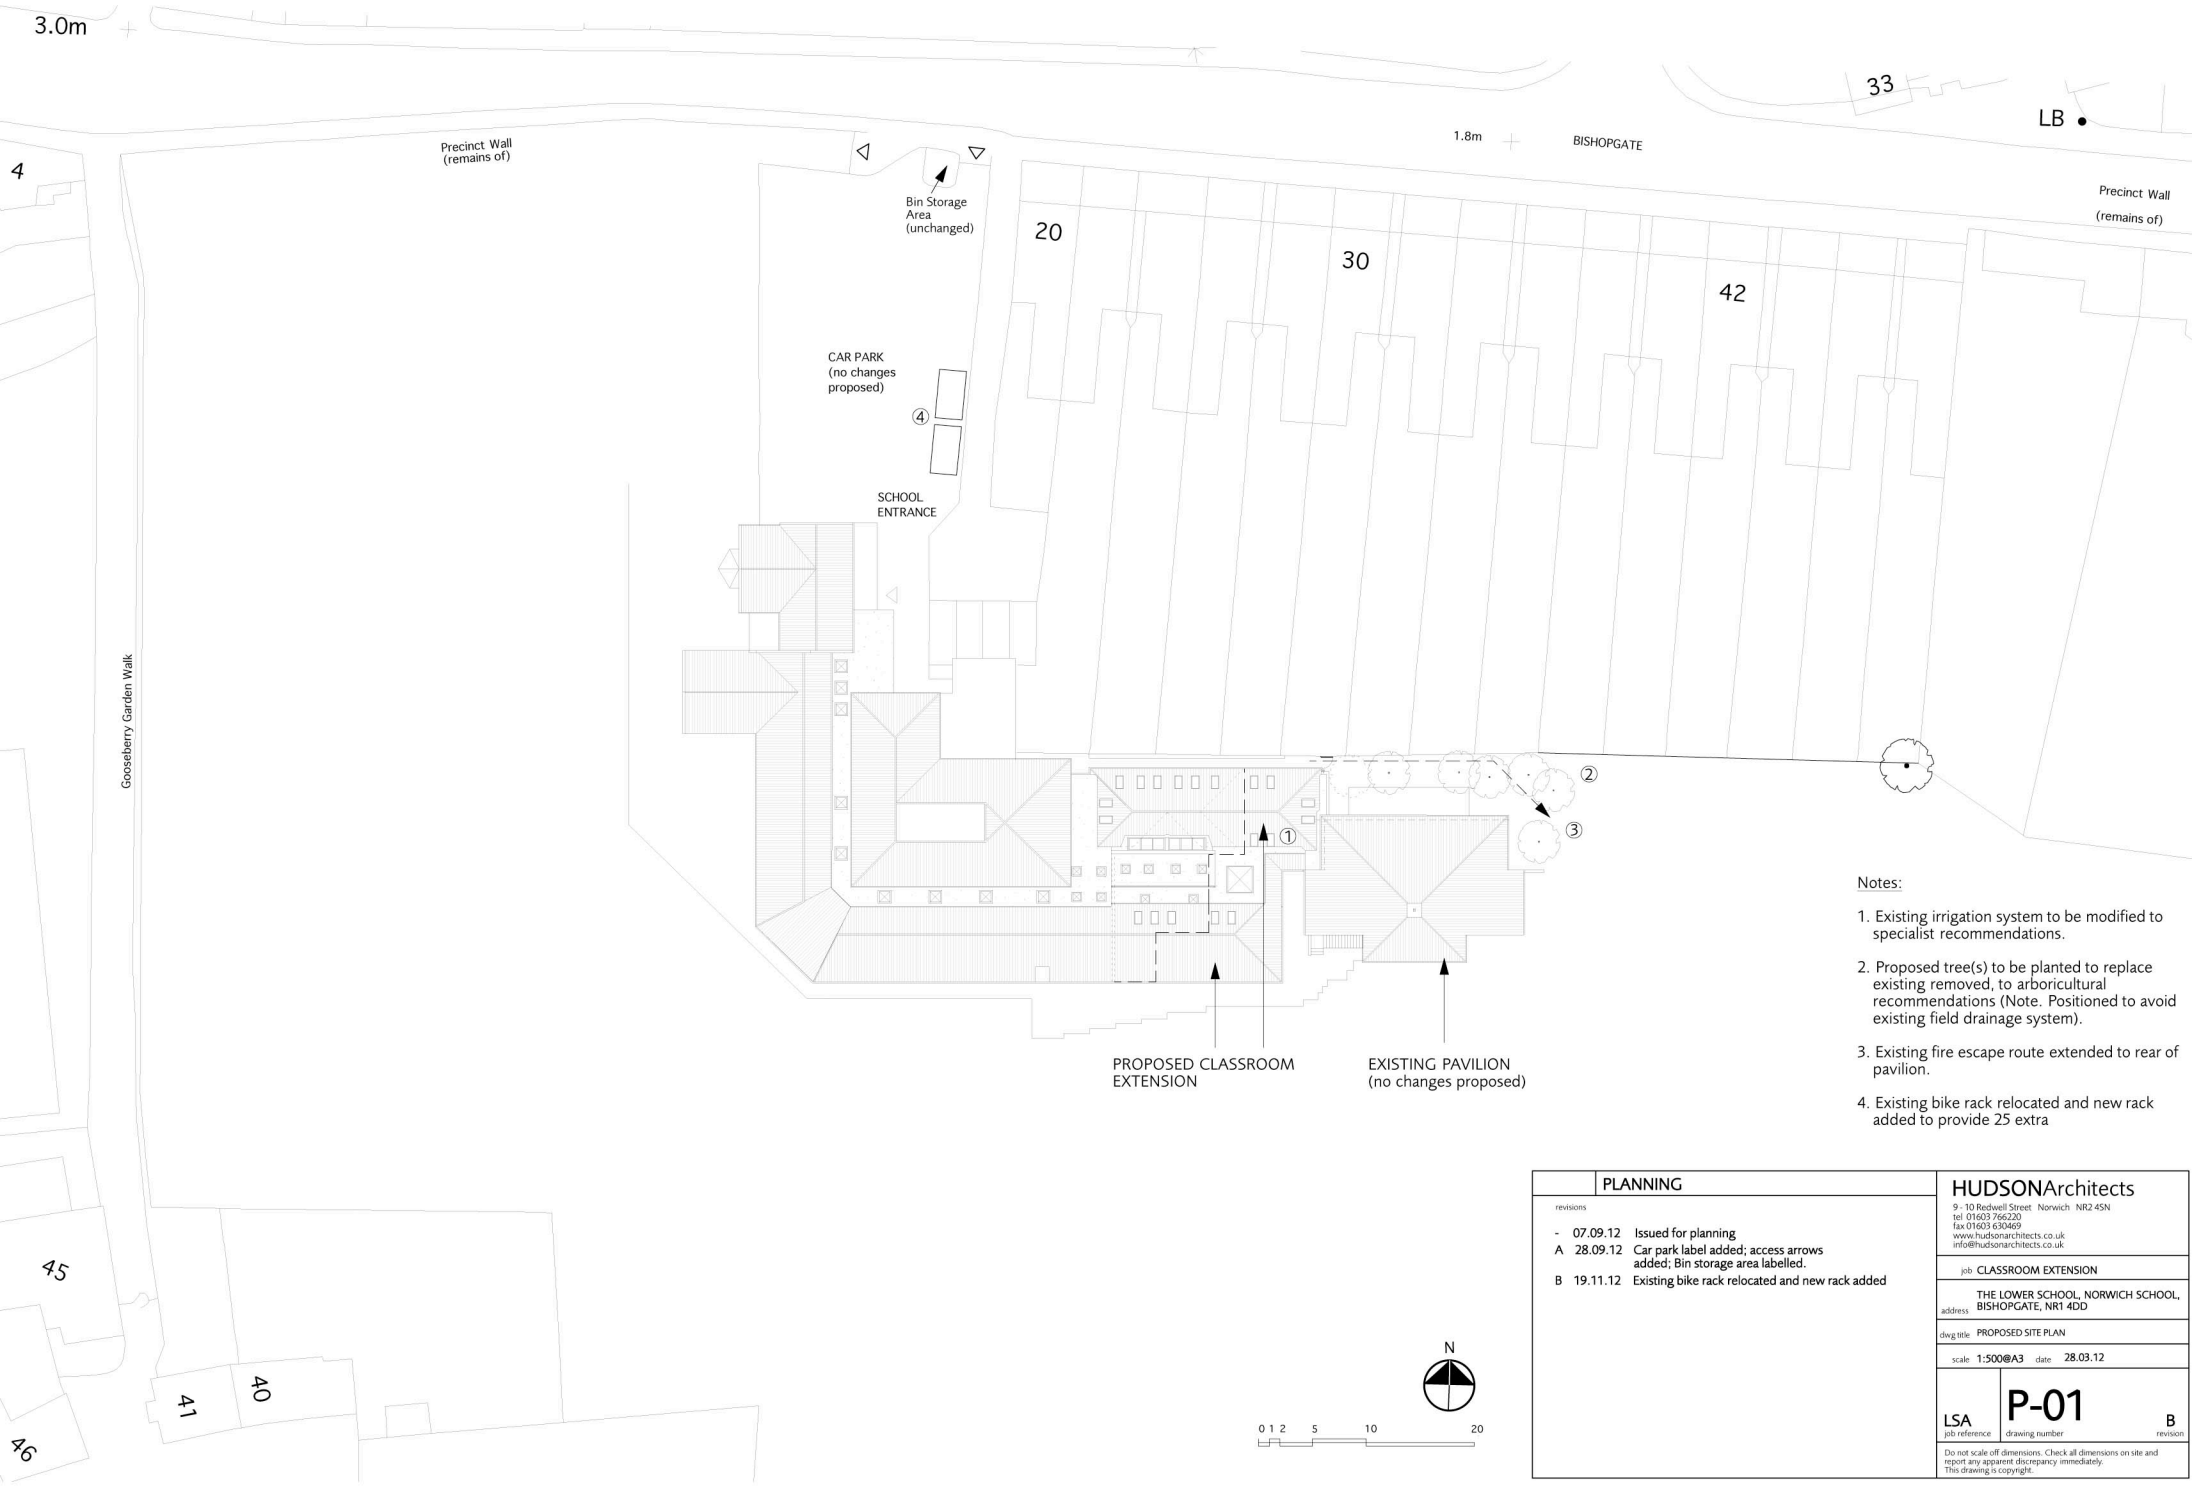 3.0m
33
LB
4
Precinct Wall
(remains of)
1.8m
BISHOPGATE
Precinct Wall
(remains of)
Bin Storage
Area
(unchanged)
20
30
42
CAR PARK
(no changes
proposed)
4
SCHOOL
ENTRANCE
Gooseberry Garden Walk
2
3
1
PROPOSED CLASSROOM
EXTENSION
EXISTING PAVILION
(no changes proposed)
Notes:
1. Existing irrigation system to be modified to
specialist recommendations.
2. Proposed tree(s) to be planted to replace
existing removed, to arboricultural
recommendations (Note. Positioned to avoid
existing field drainage system).
3. Existing fire escape route extended to rear of
pavilion.
4. Existing bike rack relocated and new rack
added to provide 25 extra
45
41
40
46
N
0 1 2 5 10 20
PLANNING
revisions
- 07.09.12 Issued for planning
A 28.09.12 Car park label added; access arrows
added; Bin storage area labelled.
B 19.11.12 Existing bike rack relocated and new rack added
HUDSONArchitects
9 - 10 Redwell Street Norwich NR2 4SN
tel 01603 766220
fax 01603 630469
www.hudsonarchitects.co.uk
info@hudsonarchitects.co.uk
job CLASSROOM EXTENSION
address THE LOWER SCHOOL, NORWICH SCHOOL,
BISHOPGATE, NR1 4DD
dwg title PROPOSED SITE PLAN
scale 1:500@A3 date 28.03.12
LSA
job reference
P-01
drawing number
B
revision
Do not scale off dimensions. Check all dimensions on site and
report any apparent discrepancy immediately.
This drawing is copyright.